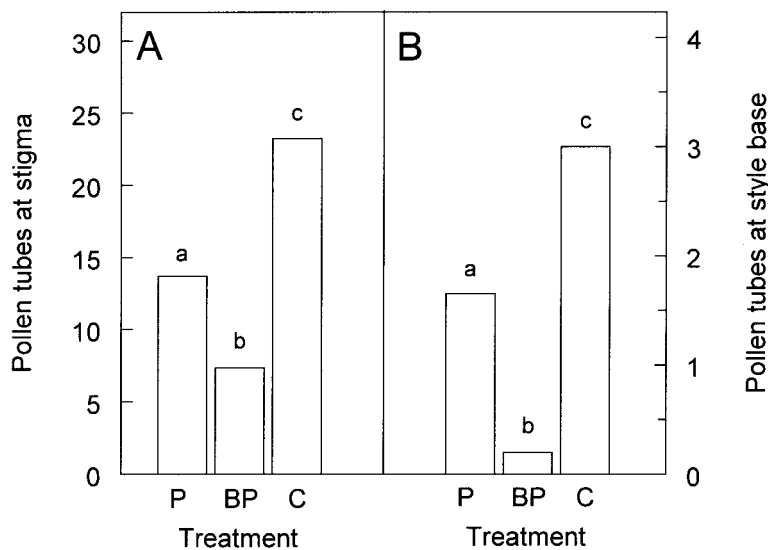 Pollen tubes at stigma
30
25
20
15
10
5
0
A
a
b
c
P BP C
Treatment
B
a
b
c
P BP C
Treatment
4
3
2
1
0
Pollen tubes at style base